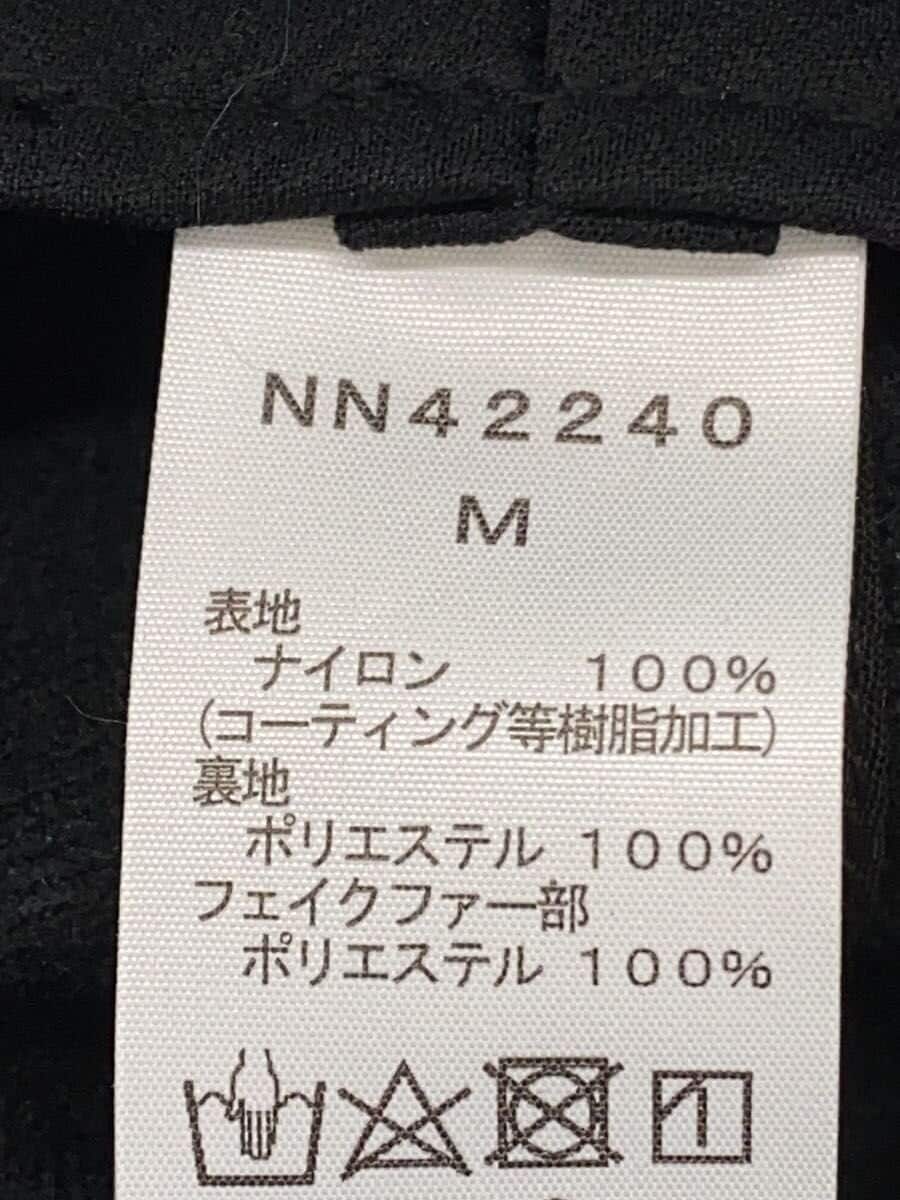 NN42240
M
表地
ナイロン 100%
(コーティング等樹脂加工)
裏地
ポリエステル 100%
フェイクファー部
ポリエステル 100%